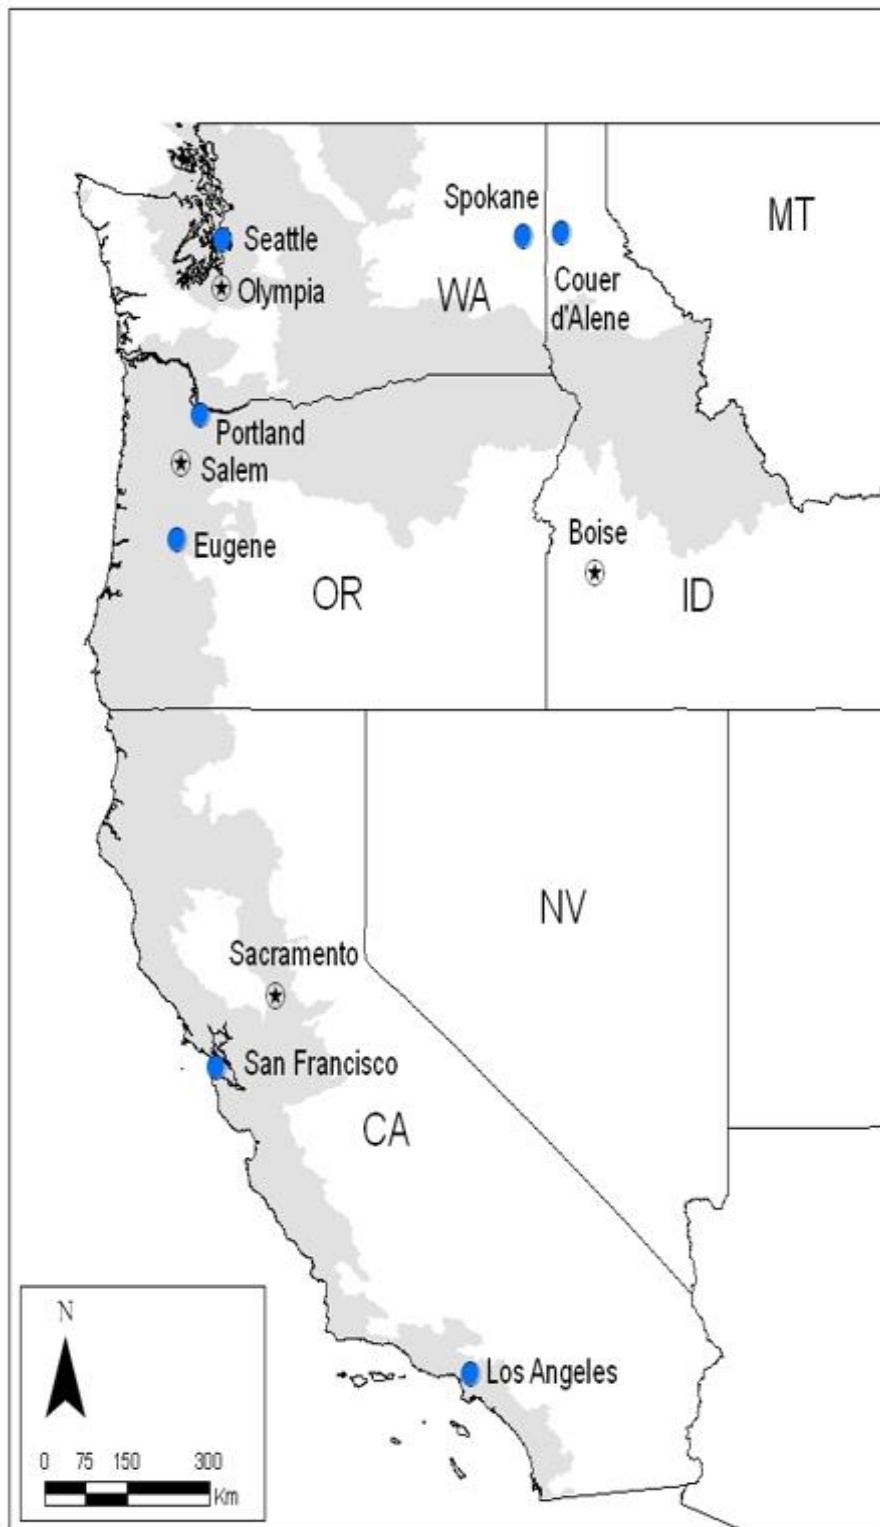 Spokane
MT
Seattle
Olympia
WA
Couer
d'Alene
Portland
Salem
Eugene
Boise
OR
ID
NV
Sacramento
San Francisco
CA
N
Los Angeles
0 75 150 300
Km